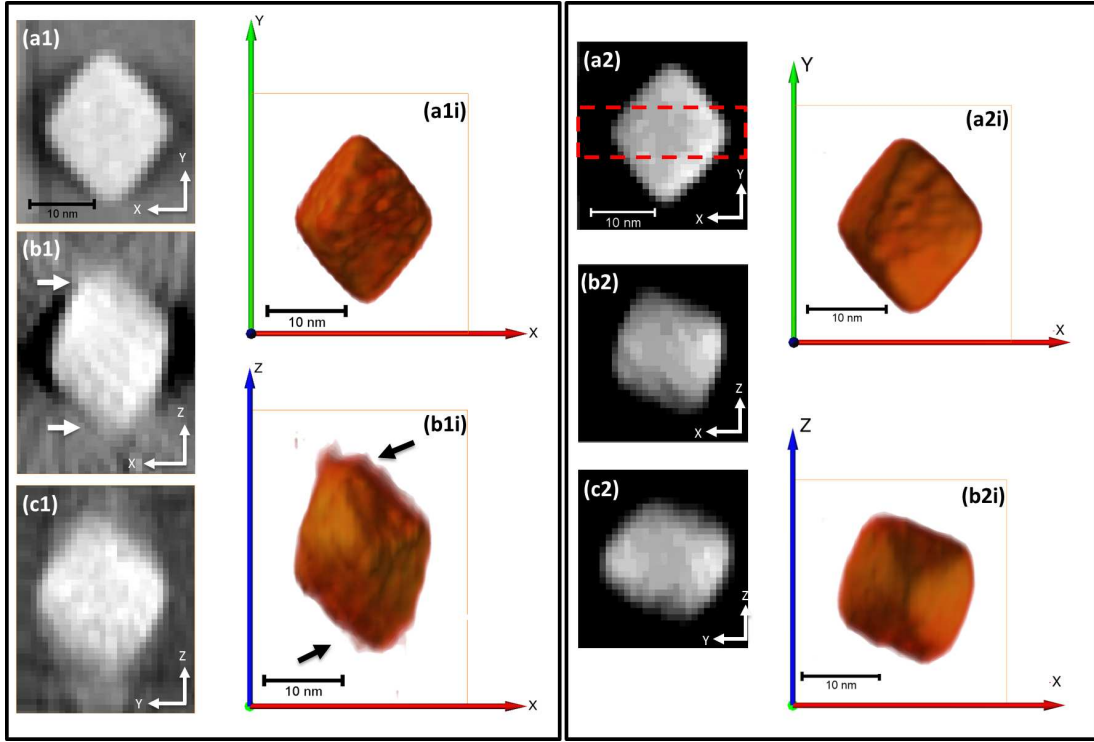 (a1)
Y
X
10 nm
Y
(a1i)
10 nm
X
(b1)
Z
X
Z
(b1i)
10 nm
X
(c1)
Z
Y
(a2)
Y
X
10 nm
Y
(a2i)
10 nm
X
(b2)
Z
X
(c2)
Z
Y
Z
(b2i)
10 nm
X